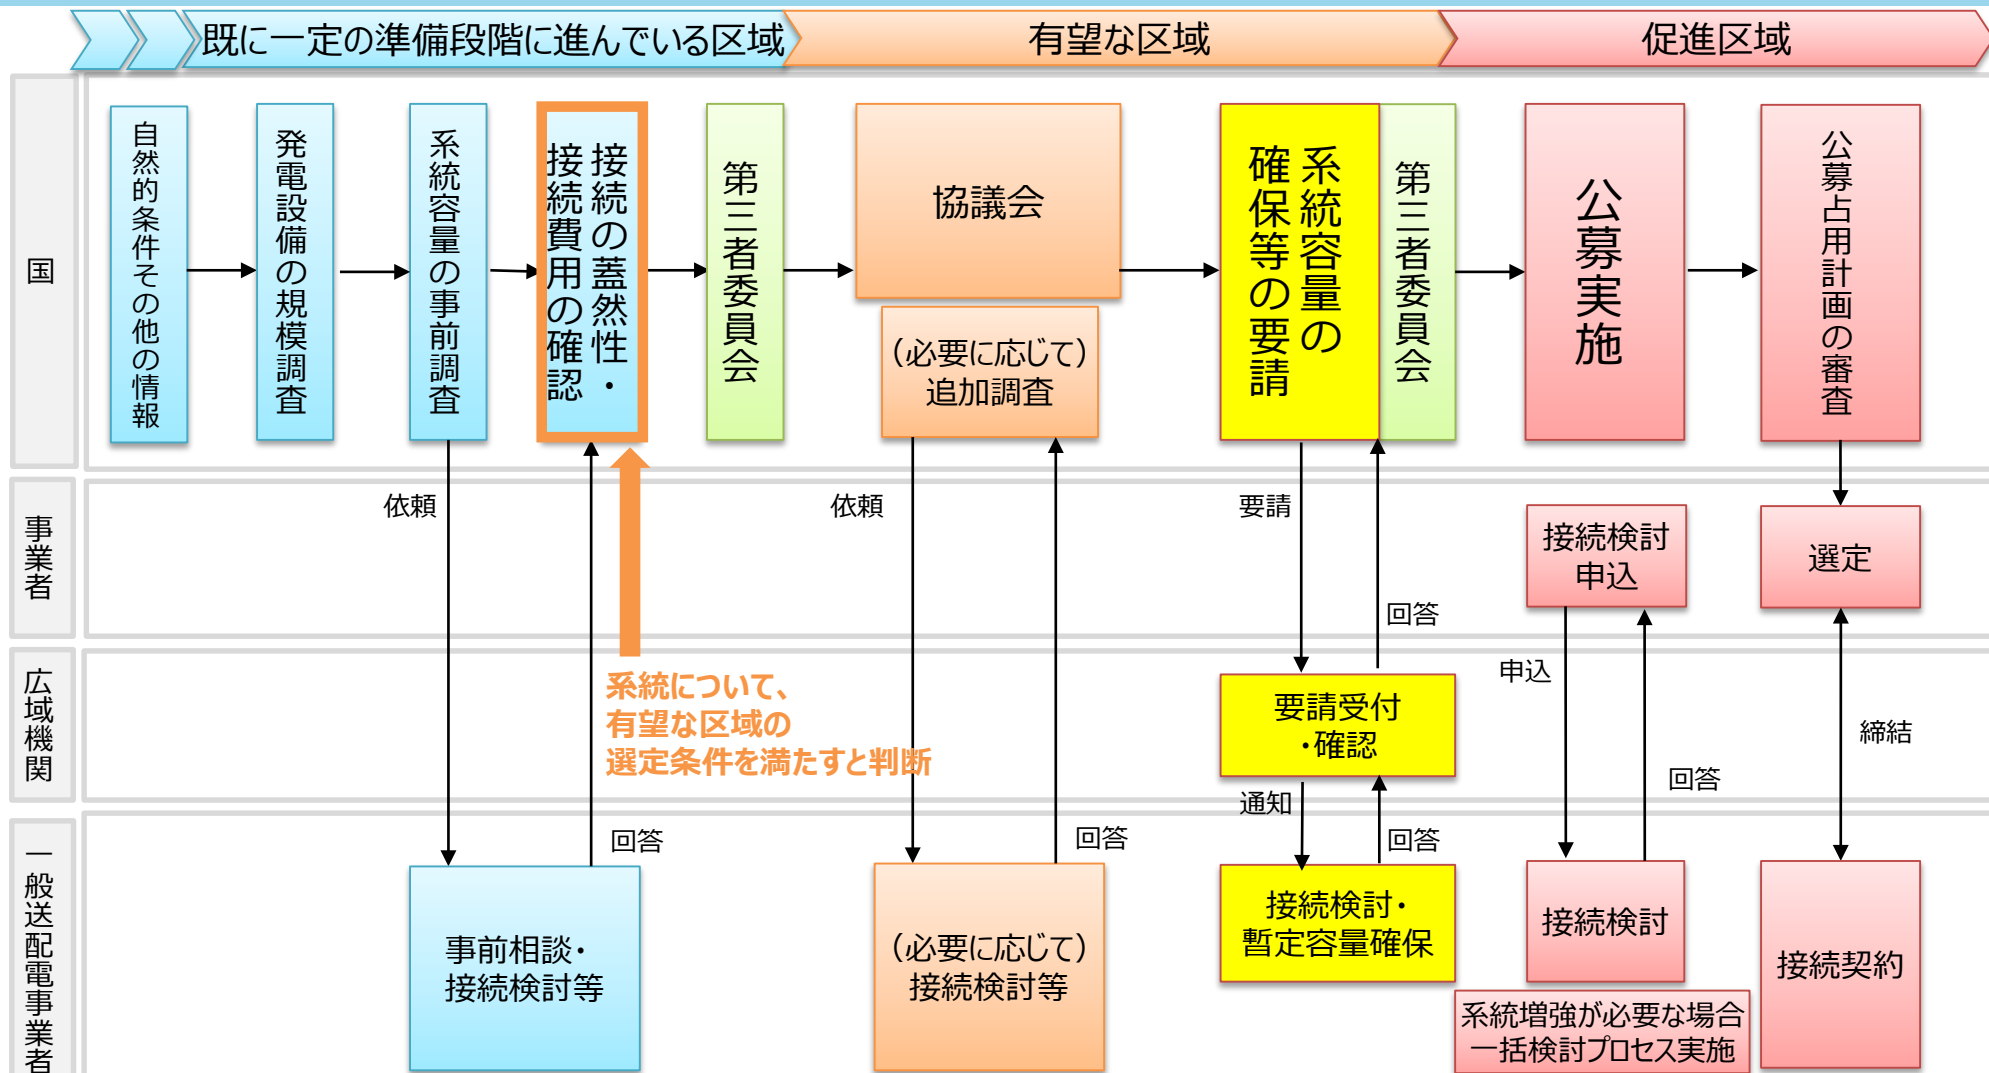 既に一定の準備段階に進んでいる区域
有望な区域
促進区域
国
自然的条件その他の情報
発電設備の規模調査
系統容量の事前調査
接続の蓋然性・
接続費用の確認
第三者委員会
協議会
（必要に応じて）
追加調査
系統容量の
確保等の要請
第三者委員会
公募実施
公募占用計画の審査
事業者
依頼
依頼
要請
回答
接続検討
申込
選定
広域機関
系統について、
有望な区域の
選定条件を満たすと判断
要請受付
・確認
申込
締結
回答
通知
一般送配電事業者
回答
回答
回答
事前相談・
接続検討等
（必要に応じて）
接続検討等
接続検討・
暫定容量確保
接続検討
接続契約
系統増強が必要な場合
一括検討プロセス実施